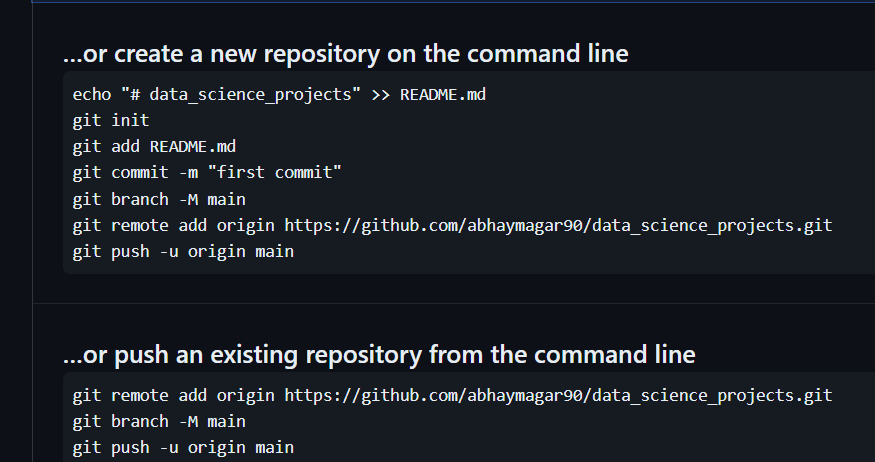 ...or create a new repository on the command line
echo "# data_science_projects" >> README.md
git init
git add README.md
git commit -m "first commit"
git branch -M main
git remote add origin https://github.com/abhaymagar90/data_science_projects.git
git push -u origin main
...or push an existing repository from the command line
git remote add origin https://github.com/abhaymagar90/data_science_projects.git
git branch -M main
git push -u origin main